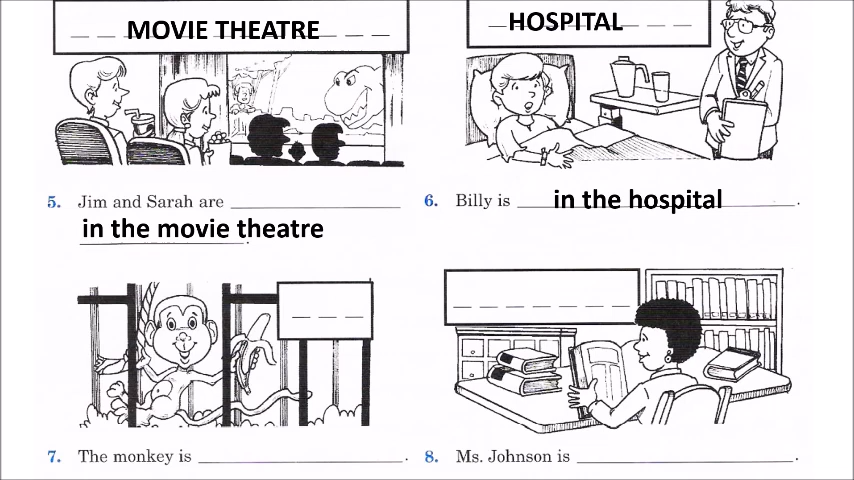 MOVIE THEATRE
HOSPITAL
5. Jim and Sarah are
in the movie theatre
6. Billy is in the hospital.
7. The monkey is .
8. Ms. Johnson is .